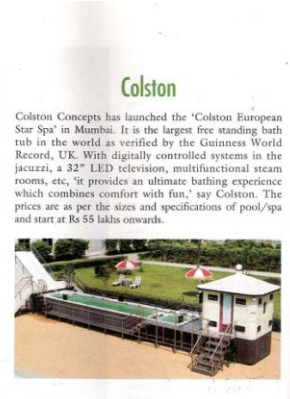 Colston
Colston Concepts has launched the ‘Colston European
Star Spa’ in Mumbai. It is the largest free standing bath
tub in the world as verified by the Guinness World
Record, UK. With digitally controlled systems in the
jacuzzi, a 32” LED television, multifunctional steam
rooms, etc, ‘it provides an ultimate bathing experience
which combines comfort with fun,’ say Colston. The
prices are as per the sizes and specifications of pool/spa
and start at Rs 55 lakhs onwards.